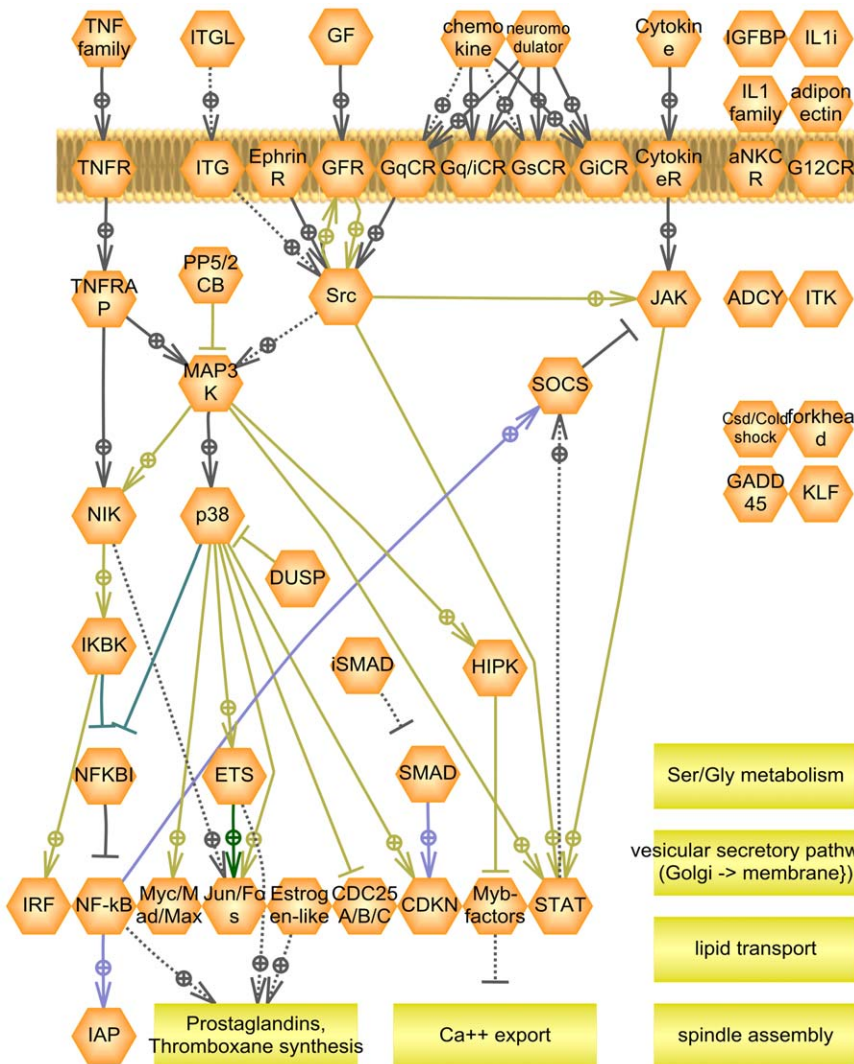 TNF
family
ITGL
GF
chemo
kine
neuromo
dulator
Cytokin
e
IGFBP
IL1i
IL1
family
adipon
ectin
TNFR
ITG
Ephrin
R
GFR
GqCR
Gq/iCR
GsCR
GiCR
Cytokin
eR
aNKC
R
G12CR
TNFRA
P
PP5/2
CB
Src
JAK
ADCY
ITK
MAP3
K
SOCS
Csd/Cold
shock
forkhea
d
GADD
45
KLF
NIK
p38
DUSP
IKBK
iSMAD
HIPK
NFKBI
ETS
SMAD
Ser/Gly metabolism
vesicular secretory pathw
(Golgi -> membrane})
IRF
NF-kB
Myc/M
ad/Max
Jun/Fo
s
Estrog
en-like
CDC25
A/B/C
CDKN
Myb-
factors
STAT
lipid transport
IAP
Prostaglandins,
Thromboxane synthesis
Ca++ export
spindle assembly